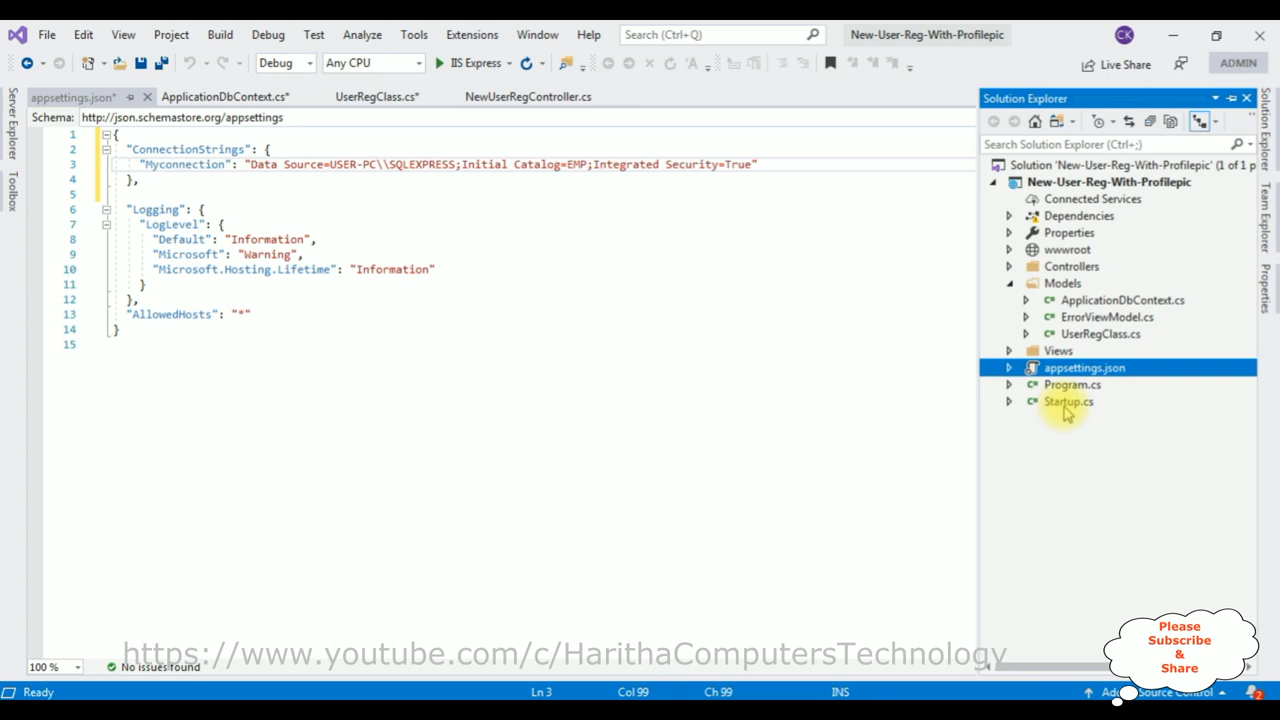 File Edit View Project Build Debug Test Analyze Tools Extensions Window Help Search (Ctrl+Q) New-User-Reg-With-Profilepic CK
Debug Any CPU IIS Express Live Share ADMIN
appsettings.json* ApplicationDbContext.cs* UserRegClass.cs* NewUserRegController.cs
Schema: http://json.schemastore.org/appsettings
1 {
2 "ConnectionStrings": {
3 "Myconnection": "Data Source=USER-PC\\SQLEXPRESS;Initial Catalog=EMP;Integrated Security=True"
4 },
5
6 "Logging": {
7 "LogLevel": {
8 "Default": "Information",
9 "Microsoft": "Warning",
10 "Microsoft.Hosting.Lifetime": "Information"
11 }
12 },
13 "AllowedHosts": "*"
14 }
15
Server Explorer
Toolbox
Solution Explorer
Search Solution Explorer (Ctrl+;)
Solution 'New-User-Reg-With-Profilepic' (1 of 1 p
New-User-Reg-With-Profilepic
Connected Services
Dependencies
Properties
wwwroot
Controllers
Models
C# ApplicationDbContext.cs
C# ErrorViewModel.cs
C# UserRegClass.cs
Views
appsettings.json
C# Program.cs
C# Startup.cs
Solution Explorer
Team Explorer
Properties
Please
Subscribe
&
Share
https://www.youtube.com/c/HarithaComputersTechnology
100 % No issues found
Ready Ln 3 Col 99 Ch 99 INS Source Control 2